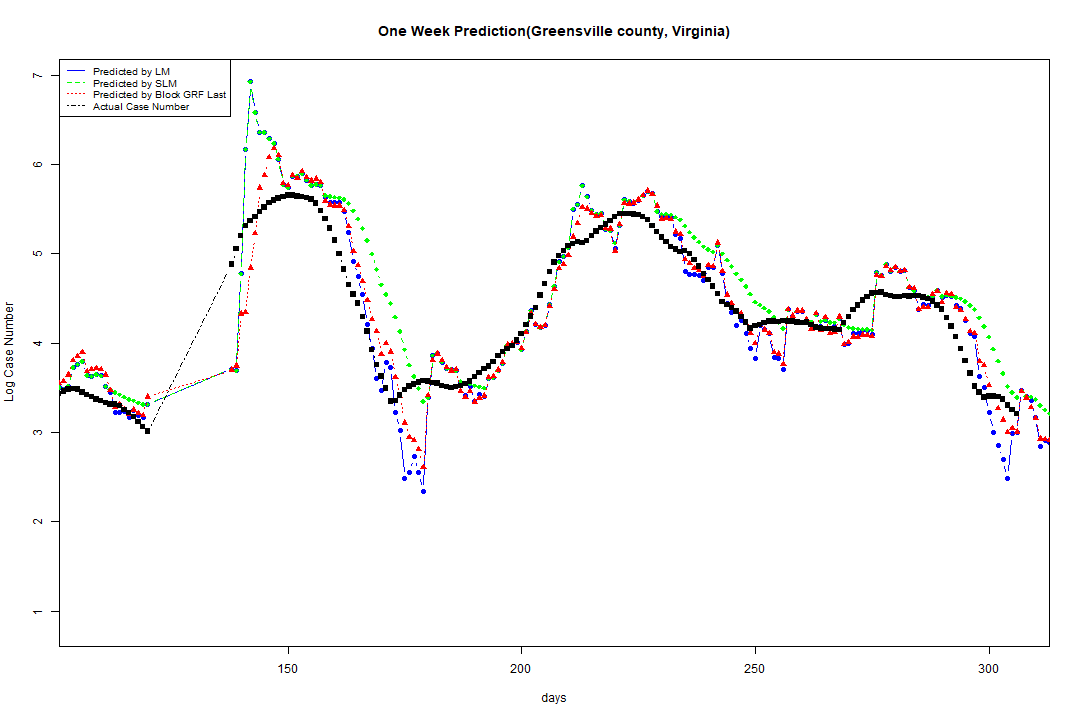 One Week Prediction(Greensville county, Virginia)
Predicted by LM
Predicted by SLM
Predicted by Block GRF Last
Actual Case Number
7
6
5
4
3
2
1
Log Case Number
150
200
250
300
days